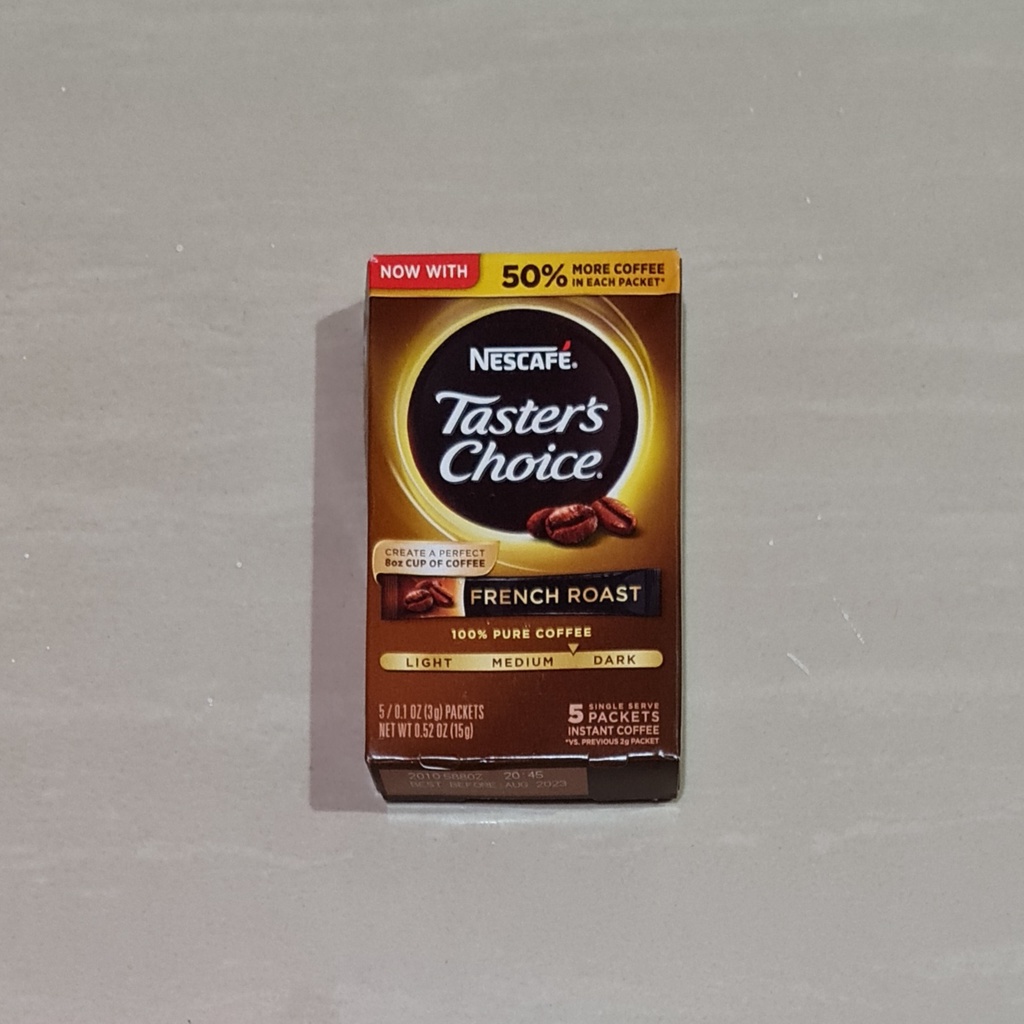 NOW WITH
50% MORE COFFEE
IN EACH PACKET*
NESCAFÉ®
Taster's
Choice®
CREATE A PERFECT
8oz CUP OF COFFEE
FRENCH ROAST
100% PURE COFFEE
LIGHT MEDIUM DARK
5 / 0.1 OZ (3g) PACKETS
NET WT 0.52 OZ (15g)
5 SINGLE SERVE
PACKETS
INSTANT COFFEE
*VS. PREVIOUS 2g PACKET
20:45
BEST BEFORE AUG 2023